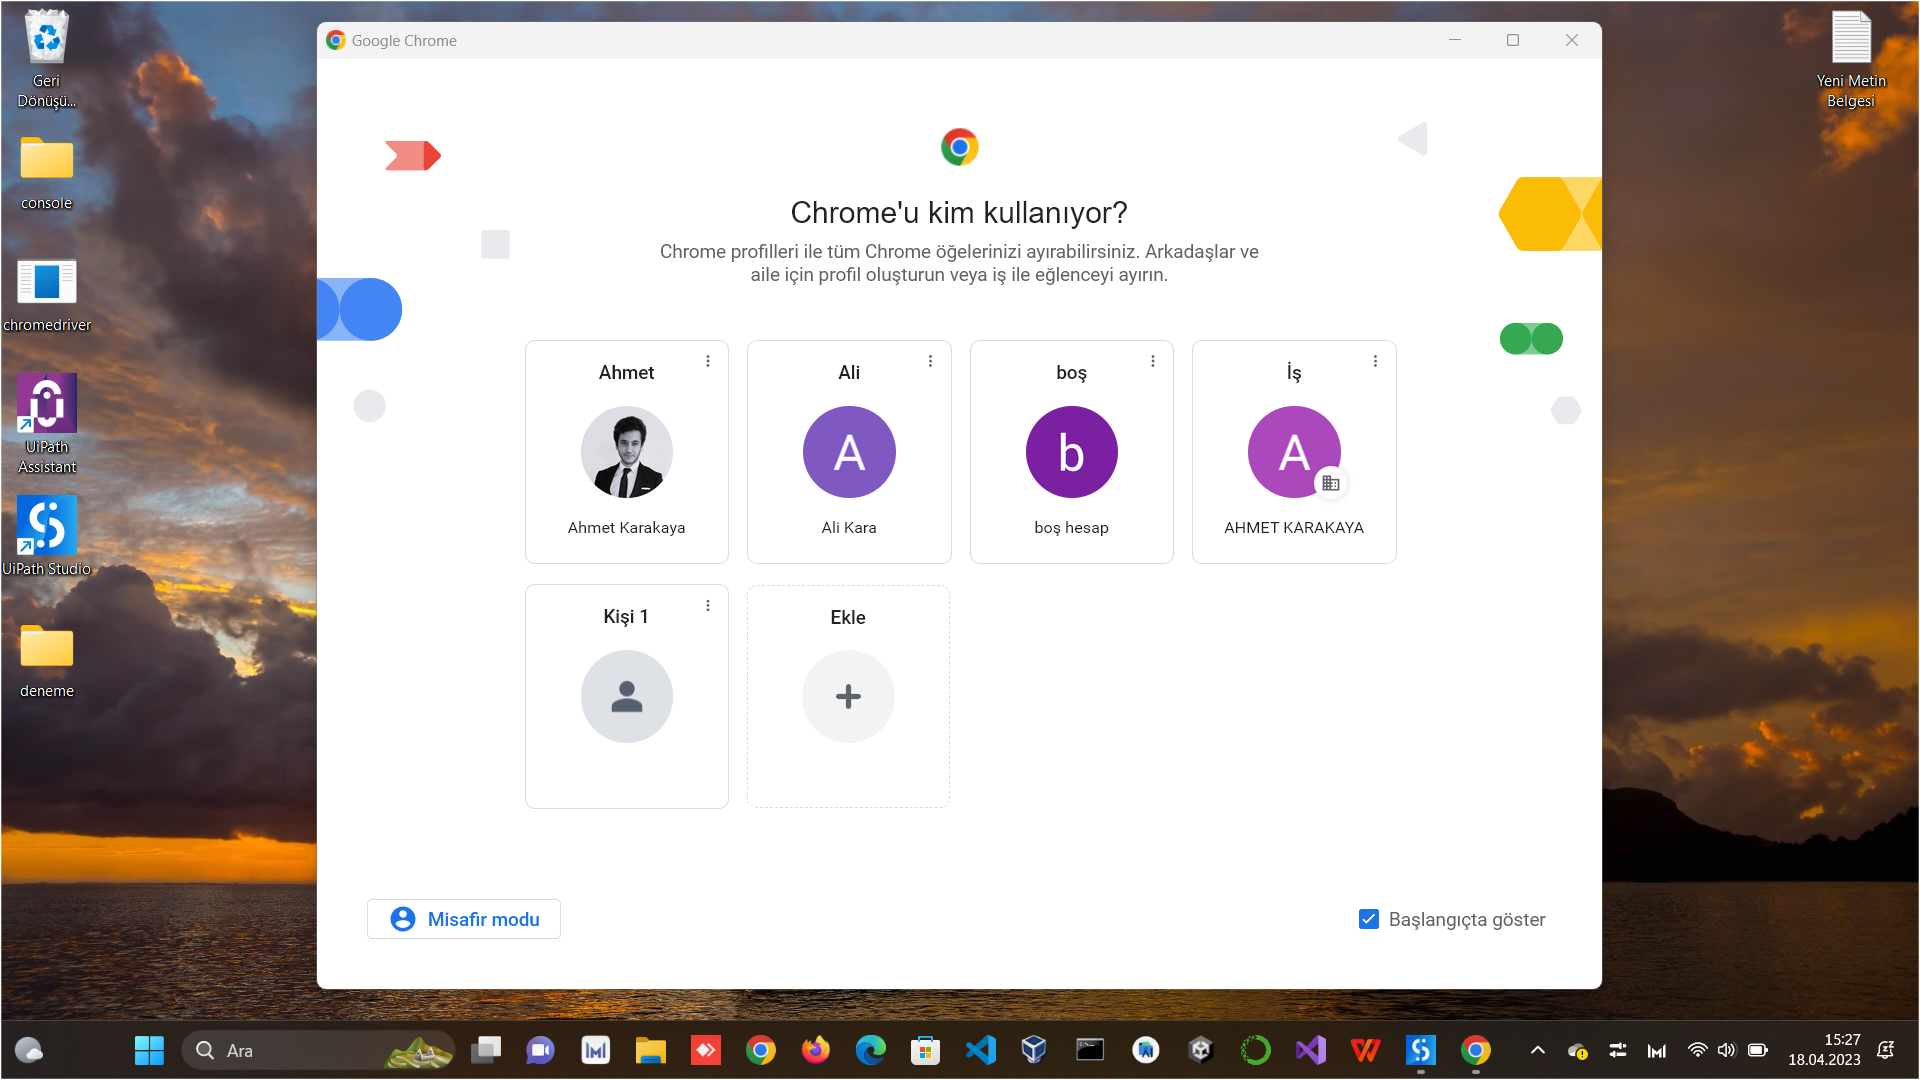 Geri
Dönüşü...
console
chromedriver
UiPath
Assistant
UiPath Studio
deneme
Google Chrome
Chrome'u kim kullanıyor?
Chrome profilleri ile tüm Chrome öğelerinizi ayırabilirsiniz. Arkadaşlar ve
aile için profil oluşturun veya iş ile eğlenceyi ayırın.
Ahmet
Ahmet Karakaya
Ali
A
Ali Kara
boş
b
boş hesap
İş
A
AHMET KARAKAYA
Kişi 1
Ekle
Misafir modu
Başlangıçta göster
Yeni Metin
Belgesi
Ara
15:27
18.04.2023